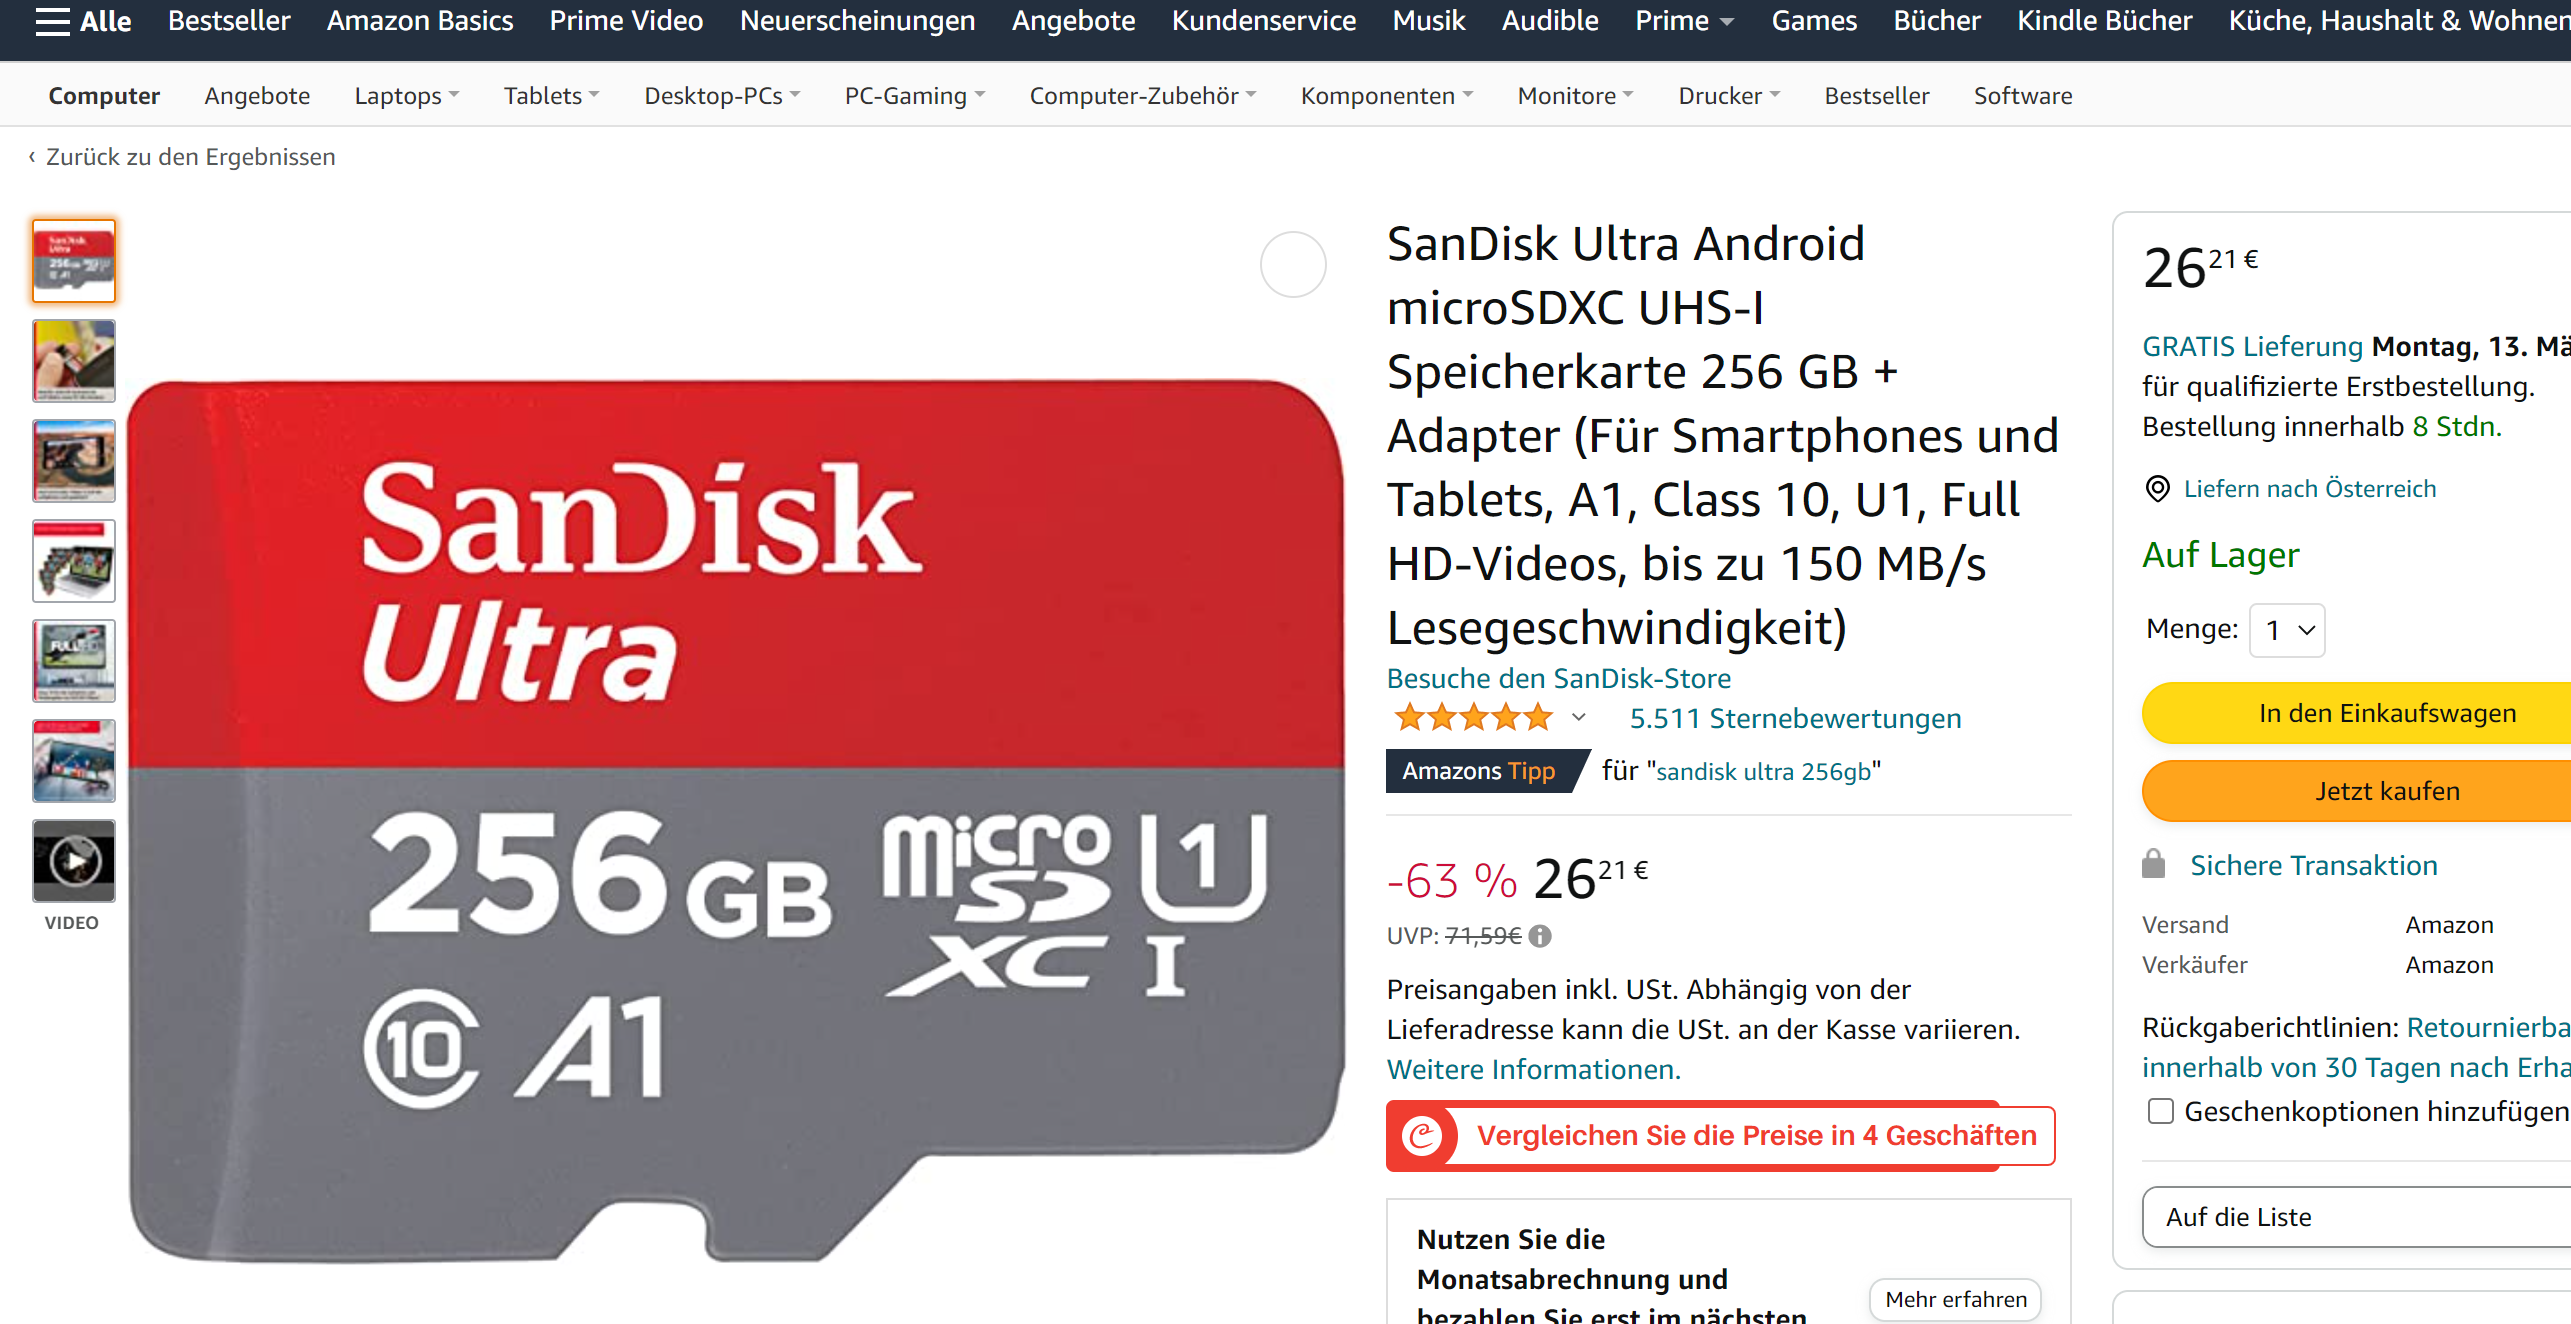 Alle Bestseller Amazon Basics Prime Video Neuerscheinungen Angebote Kundenservice Musik Audible Prime Games Bücher Kindle Bücher Küche, Haushalt & Wohnen
Computer Angebote Laptops Tablets Desktop-PCs PC-Gaming Computer-Zubehör Komponenten Monitore Drucker Bestseller Software
‹ Zurück zu den Ergebnissen
VIDEO
SanDisk
Ultra
256 GB micro SD XC U1 I
10 A1
SanDisk Ultra Android
microSDXC UHS-I
Speicherkarte 256 GB +
Adapter (Für Smartphones und
Tablets, A1, Class 10, U1, Full
HD-Videos, bis zu 150 MB/s
Lesegeschwindigkeit)
Besuche den SanDisk-Store
5.511 Sternebewertungen
Amazons Tipp für "sandisk ultra 256gb"
-63 % 26 21 €
UVP: 71,59€
Preisangaben inkl. USt. Abhängig von der
Lieferadresse kann die USt. an der Kasse variieren.
Weitere Informationen.
Vergleichen Sie die Preise in 4 Geschäften
Nutzen Sie die
Monatsabrechnung und
bezahlen Sie erst im nächsten
Mehr erfahren
26 21 €
GRATIS Lieferung Montag, 13. Mä
für qualifizierte Erstbestellung.
Bestellung innerhalb 8 Stdn.
Liefern nach Österreich
Auf Lager
Menge: 1
In den Einkaufswagen
Jetzt kaufen
Sichere Transaktion
Versand Amazon
Verkäufer Amazon
Rückgaberichtlinien: Retournierba
innerhalb von 30 Tagen nach Erha
Geschenkoptionen hinzufügen
Auf die Liste